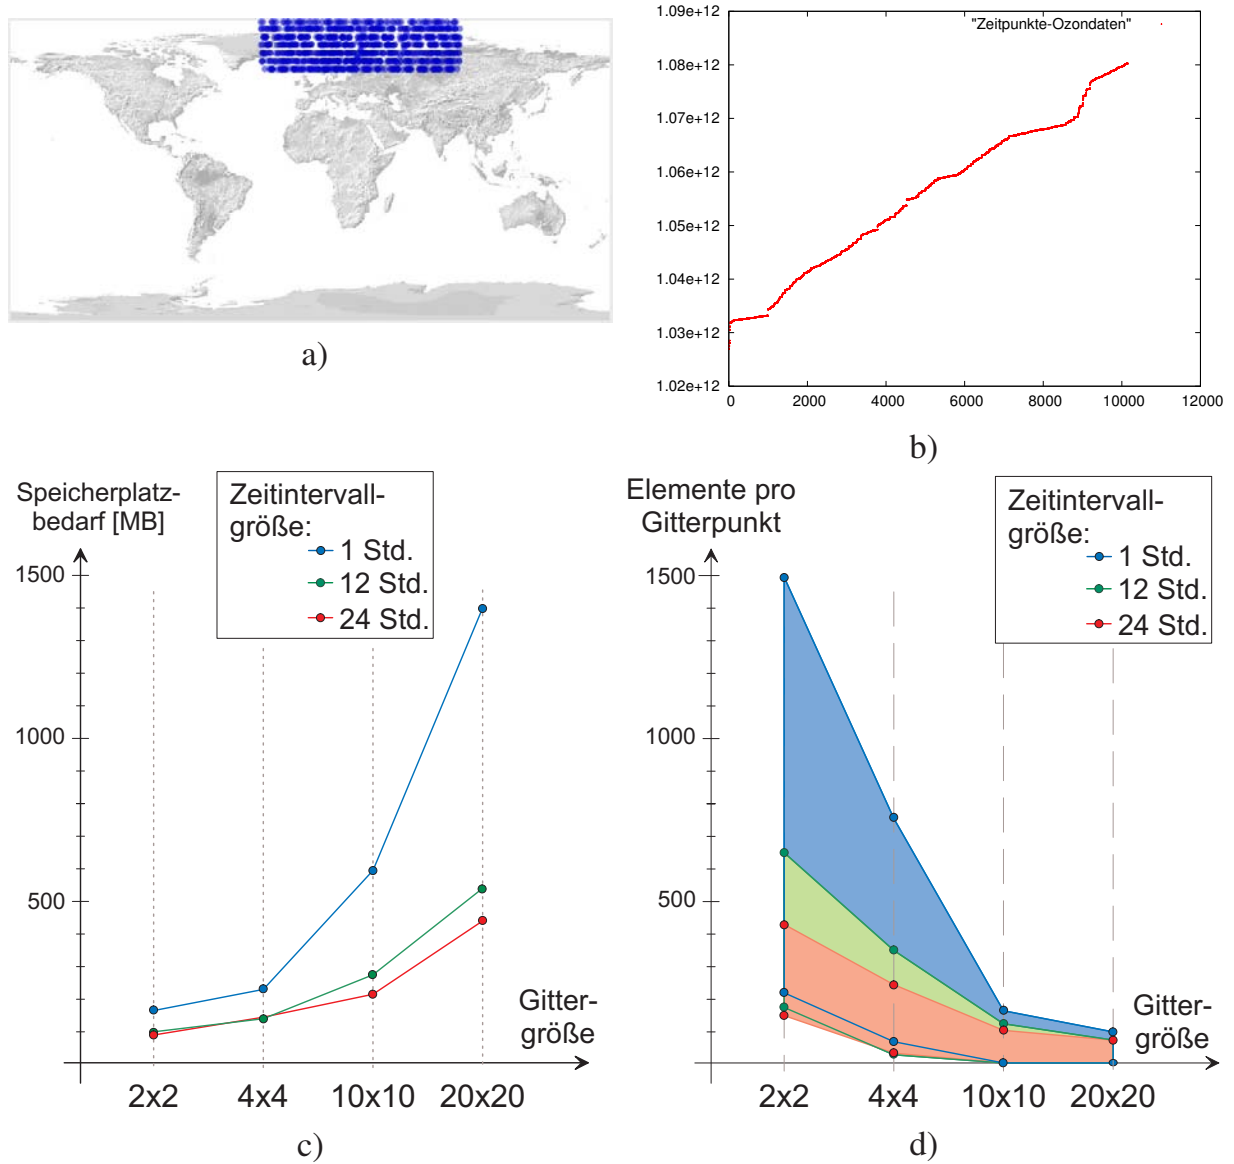 a)
1.09e+12
1.08e+12
1.07e+12
1.06e+12
1.05e+12
1.04e+12
1.03e+12
1.02e+12
"Zeitpunkte-Ozondaten"
0 2000 4000 6000 8000 10000 12000
b)
Speicherplatz-
bedarf [MB]
Zeitintervall-
größe:
1 Std.
12 Std.
24 Std.
1500
1000
500
Gitter-
größe
2x2 4x4 10x10 20x20
c)
Elemente pro
Gitterpunkt
Zeitintervall-
größe:
1 Std.
12 Std.
24 Std.
1500
1000
500
Gitter-
größe
2x2 4x4 10x10 20x20
d)